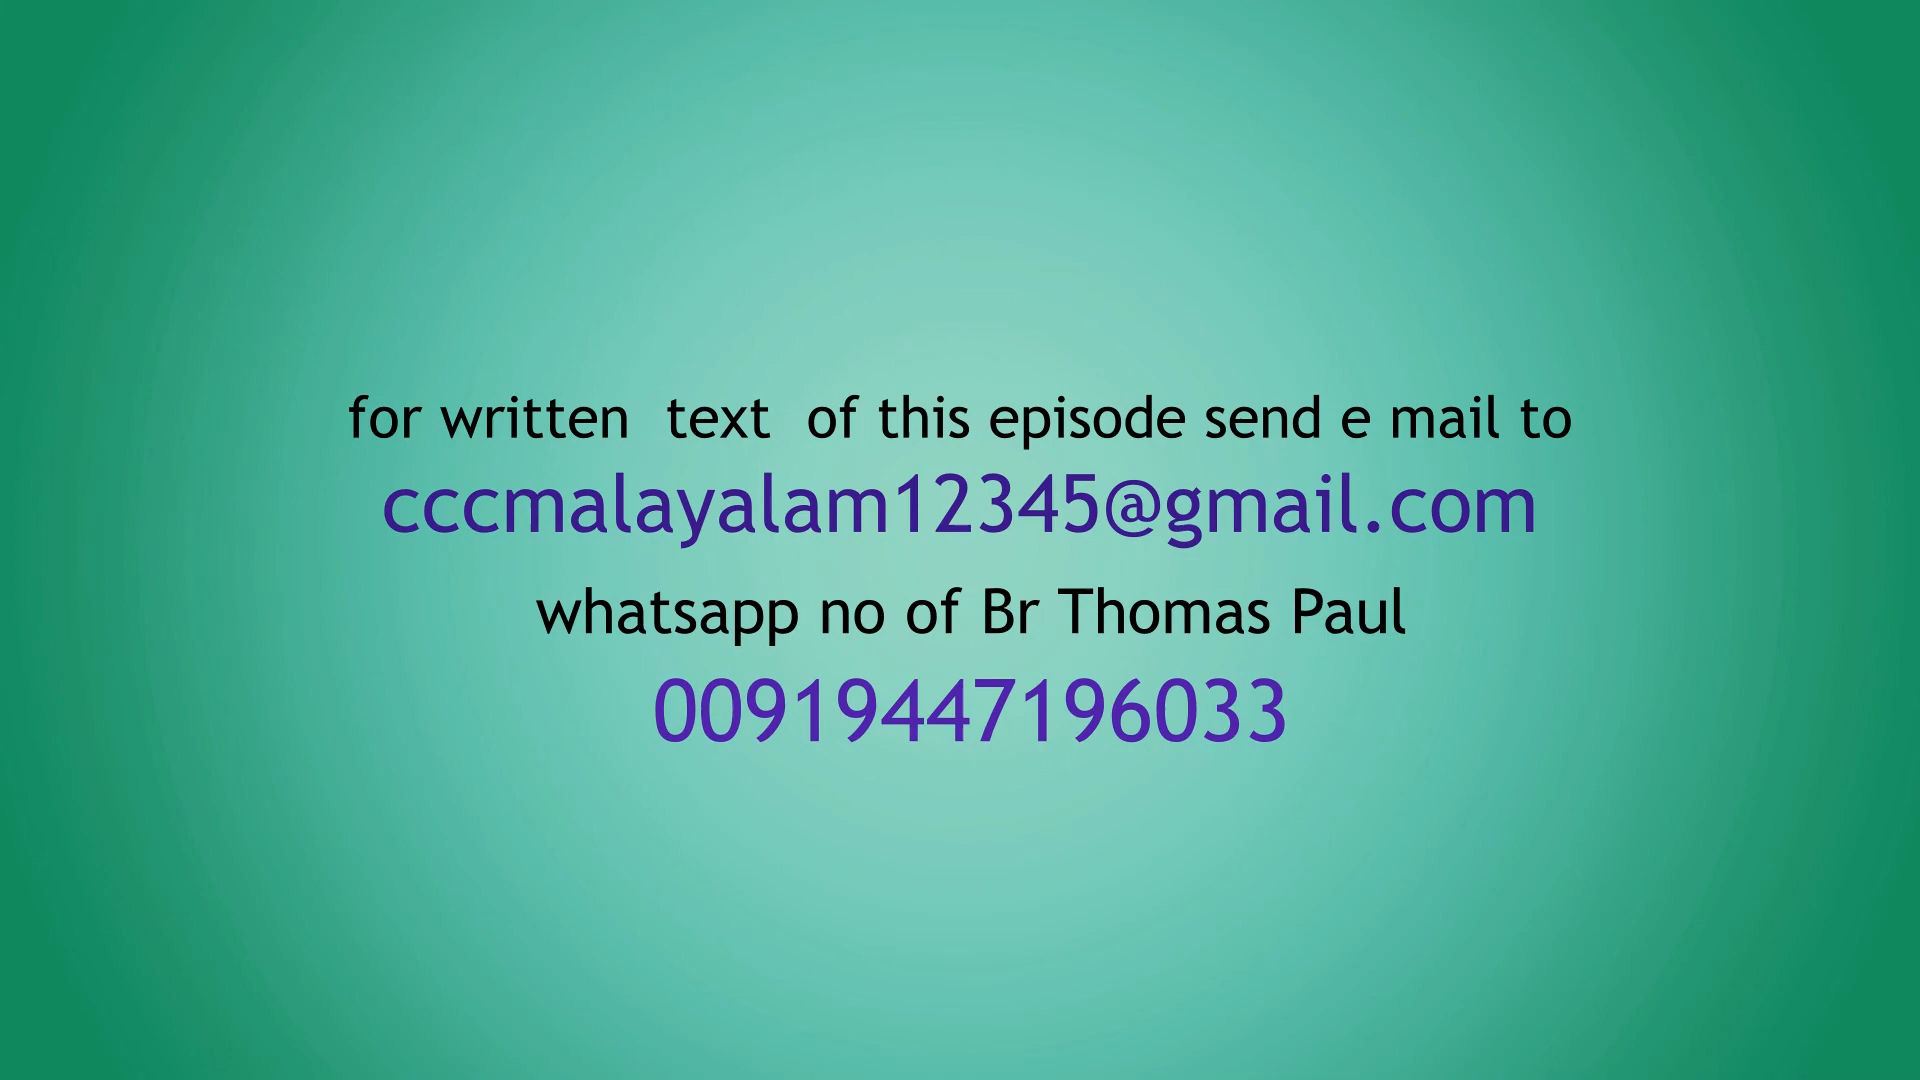 for written  text  of this episode send e mail to
cccmalayalam12345@gmail.com
whatsapp no of Br Thomas Paul
00919447196033